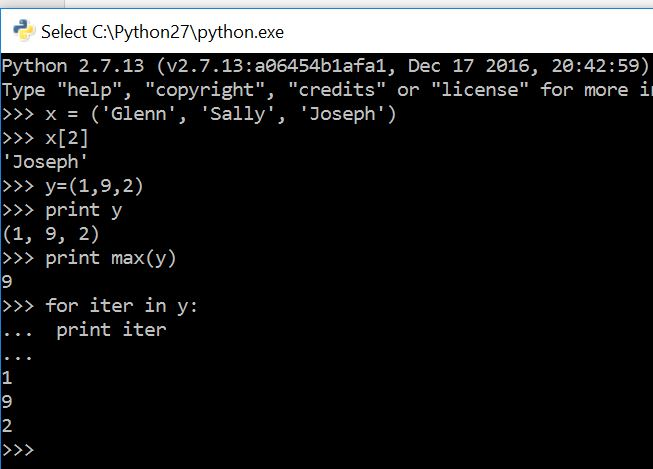 Select C:\Python27\python.exe
Python 2.7.13 (v2.7.13:a06454b1afa1, Dec 17 2016, 20:42:59)
Type "help", "copyright", "credits" or "license" for more
>>> x = ('Glenn', 'Sally', 'Joseph')
>>> x[2]
'Joseph'
>>> y=(1,9,2)
>>> print y
(1, 9, 2)
>>> print max(y)
9
>>> for iter in y:
...  print iter
...
1
9
2
>>>